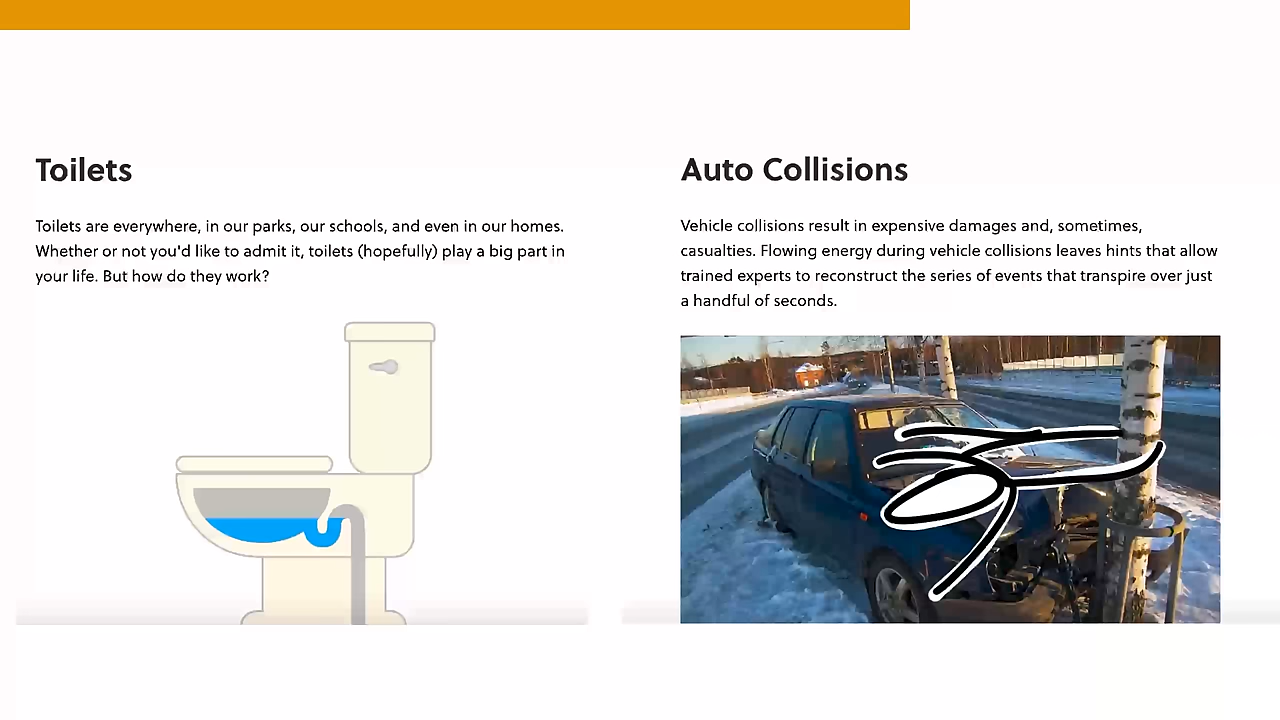 Toilets
Toilets are everywhere, in our parks, our schools, and even in our homes.
Whether or not you'd like to admit it, toilets (hopefully) play a big part in
your life. But how do they work?
Auto Collisions
Vehicle collisions result in expensive damages and, sometimes,
casualties. Flowing energy during vehicle collisions leaves hints that allow
trained experts to reconstruct the series of events that transpire over just
a handful of seconds.